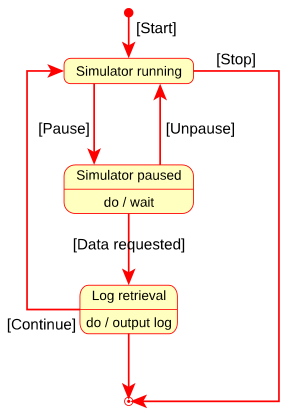 [Start]
[Stop]
Simulator running
[Pause]
[Unpause]
Simulator paused
do / wait
[Data requested]
Log retrieval
do / output log
[Continue]